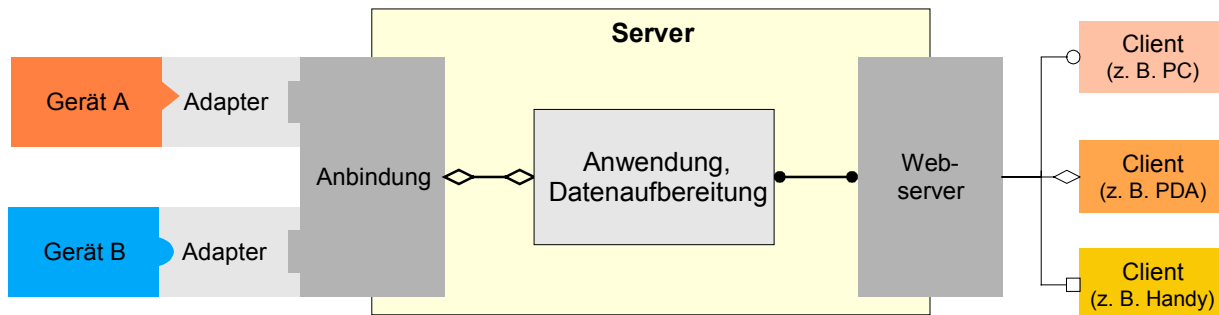 Server
Gerät A
Adapter
Gerät B
Adapter
Anbindung
Anwendung,
Datenaufbereitung
Web-
server
Client
(z. B. PC)
Client
(z. B. PDA)
Client
(z. B. Handy)